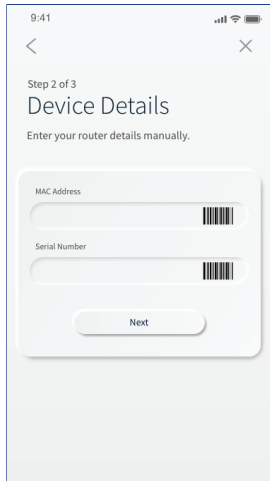 9:41
Step 2 of 3
Device Details
Enter your router details manually.
MAC Address
Serial Number
Next